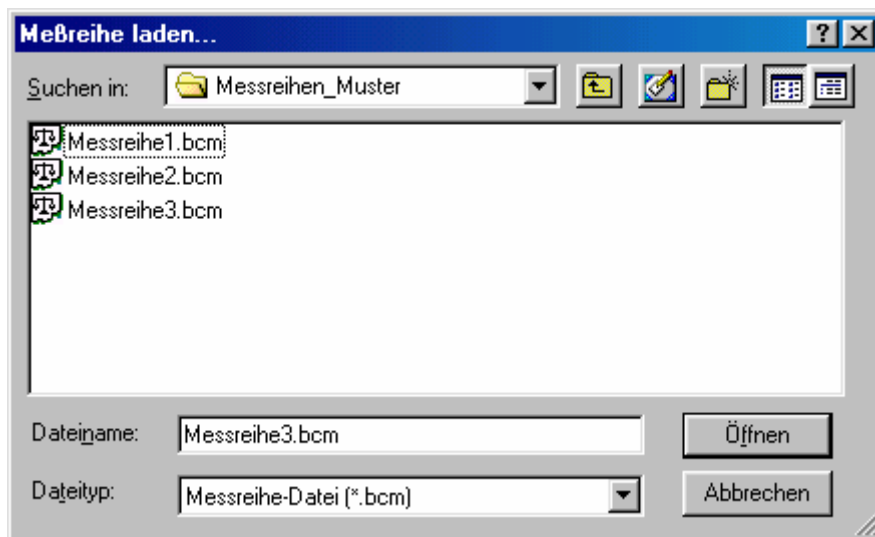 Meßreihe laden...
Suchen in: Messreihen_Muster
Messreihe1.bcm
Messreihe2.bcm
Messreihe3.bcm
Dateiname: Messreihe3.bcm Öffnen
Dateityp: Messreihe-Datei (*.bcm) Abbrechen